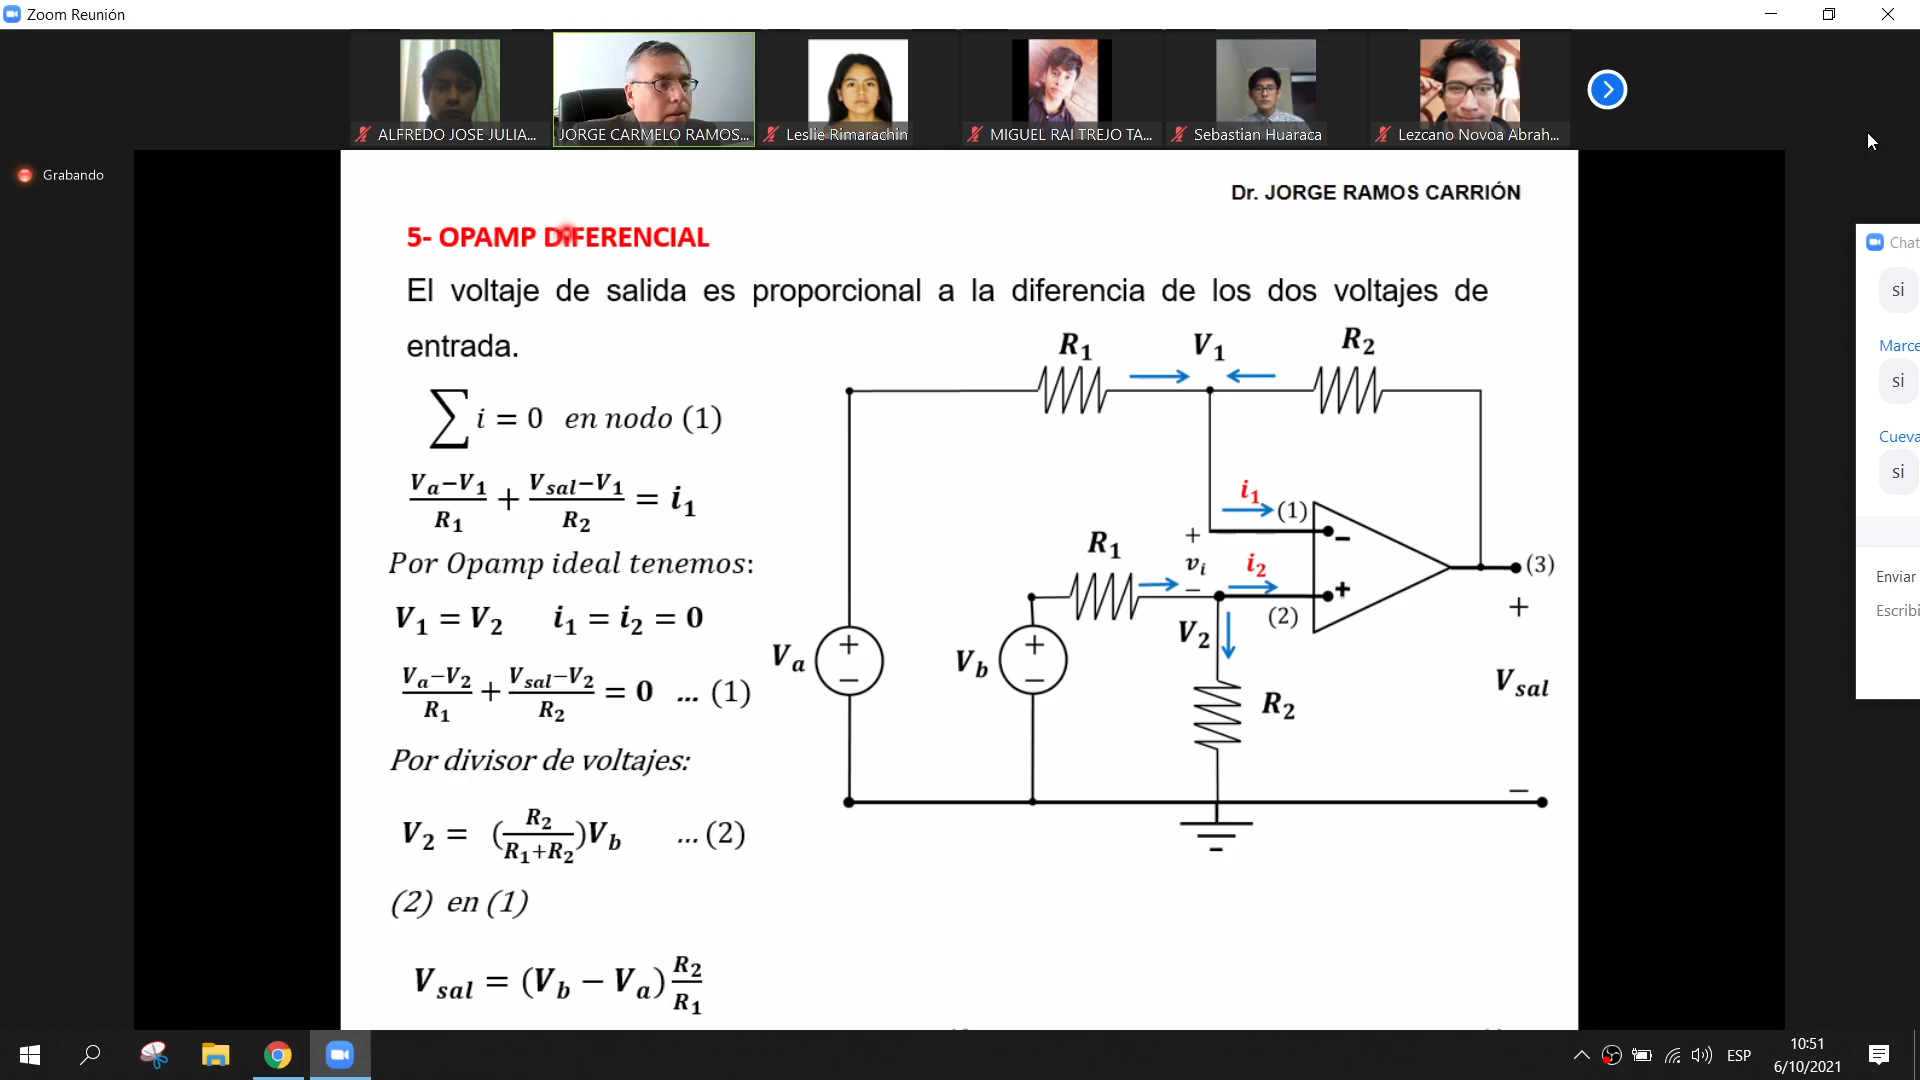 Zoom Reunión
ALFREDO JOSE JULIA...
JORGE CARMELO RAMOS...
Leslie Rimarachin
MIGUEL RAI TREJO TA...
Sebastian Huaraca
Lezcano Novoa Abrah...
Grabando
Dr. JORGE RAMOS CARRIÓN
5- OPAMP DIFERENCIAL
El voltaje de salida es proporcional a la diferencia de los dos voltajes de
entrada.
∑ i = 0 en nodo (1)
(Va−V1)/R1 + (Vsal−V1)/R2 = i1
Por Opamp ideal tenemos:
V1 = V2 i1 = i2 = 0
(Va−V2)/R1 + (Vsal−V2)/R2 = 0 ... (1)
Por divisor de voltajes:
V2 = (R2/(R1+R2))Vb ...(2)
(2) en (1)
Vsal = (Vb − Va) R2/R1
R1
V1
R2
i1
(1)
+
−
R1
vi
i2
(3)
−
+
(2)
+
V2
Va
+
−
Vb
+
−
R2
Vsal
−
Chat
si
Marce
si
Cueva
si
Enviar
Escribi
ESP
10:51
6/10/2021